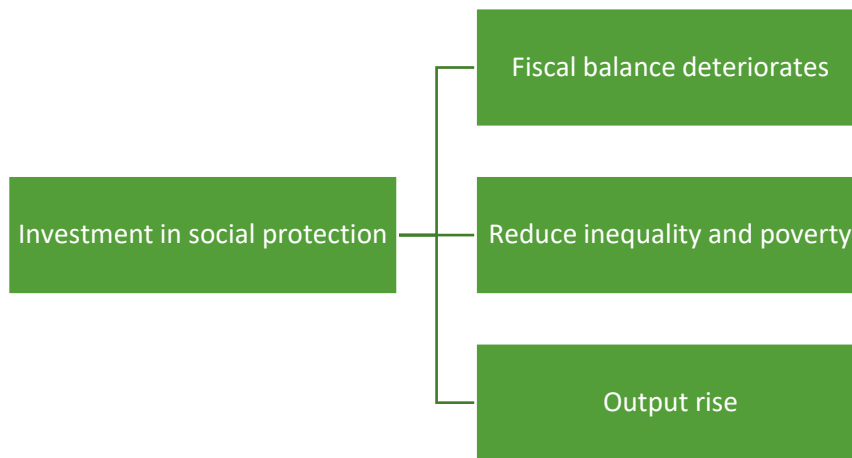 Fiscal balance deteriorates
Investment in social protection
Reduce inequality and poverty
Output rise